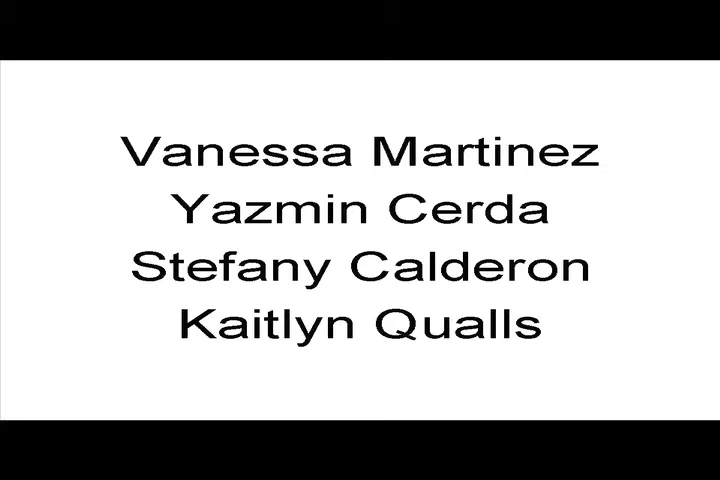 Vanessa Martinez
Yazmin Cerda
Stefany Calderon
Kaitlyn Qualls